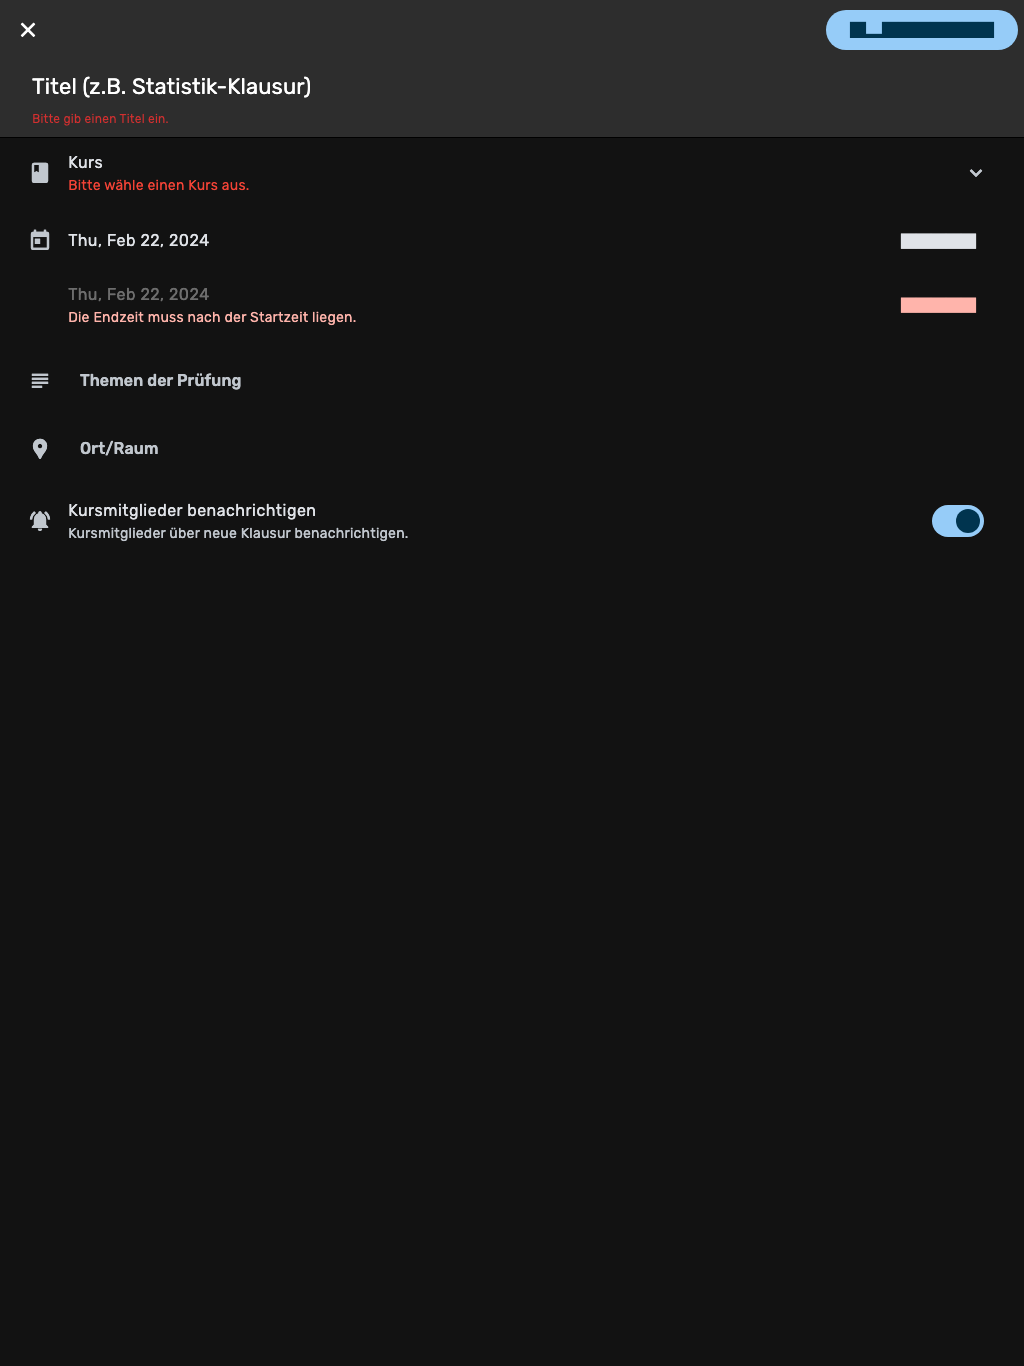 Titel (z.B. Statistik-Klausur)
Bitte gib einen Titel ein.
Kurs
Bitte wähle einen Kurs aus.
Thu, Feb 22, 2024
Thu, Feb 22, 2024
Die Endzeit muss nach der Startzeit liegen.
Themen der Prüfung
Ort/Raum
Kursmitglieder benachrichtigen
Kursmitglieder über neue Klausur benachrichtigen.